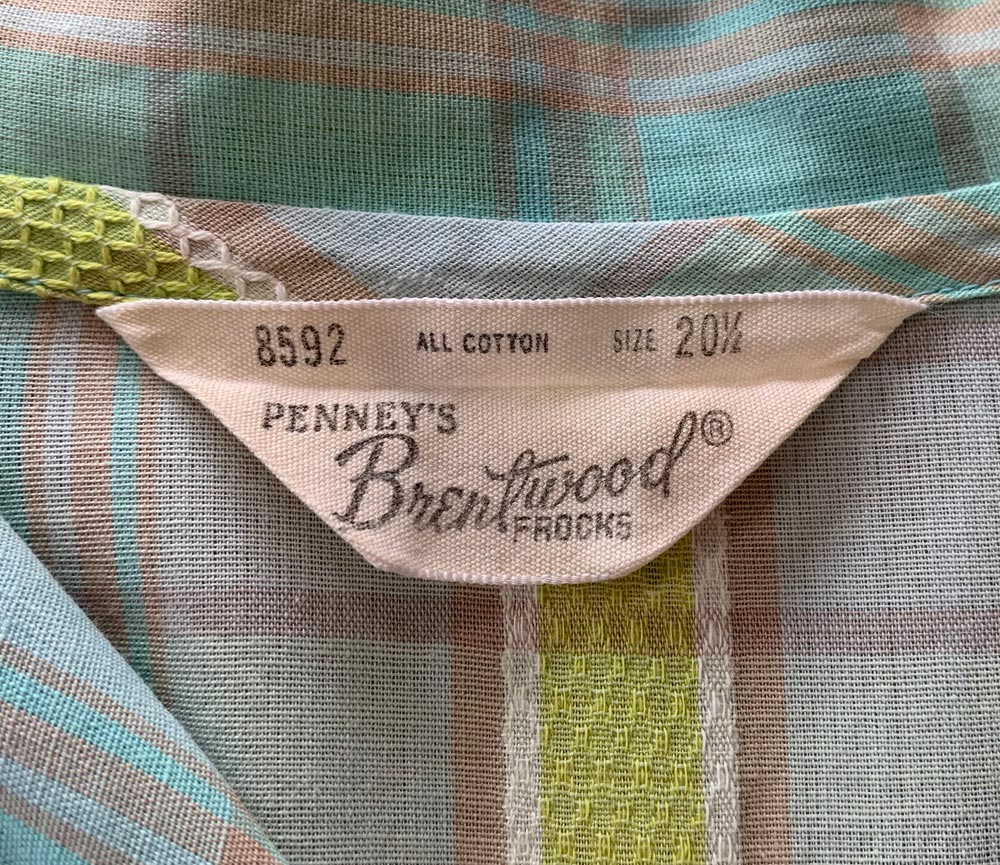 8592 ALL COTTON SIZE 20½
PENNEY'S
Brentwood®
FROCKS